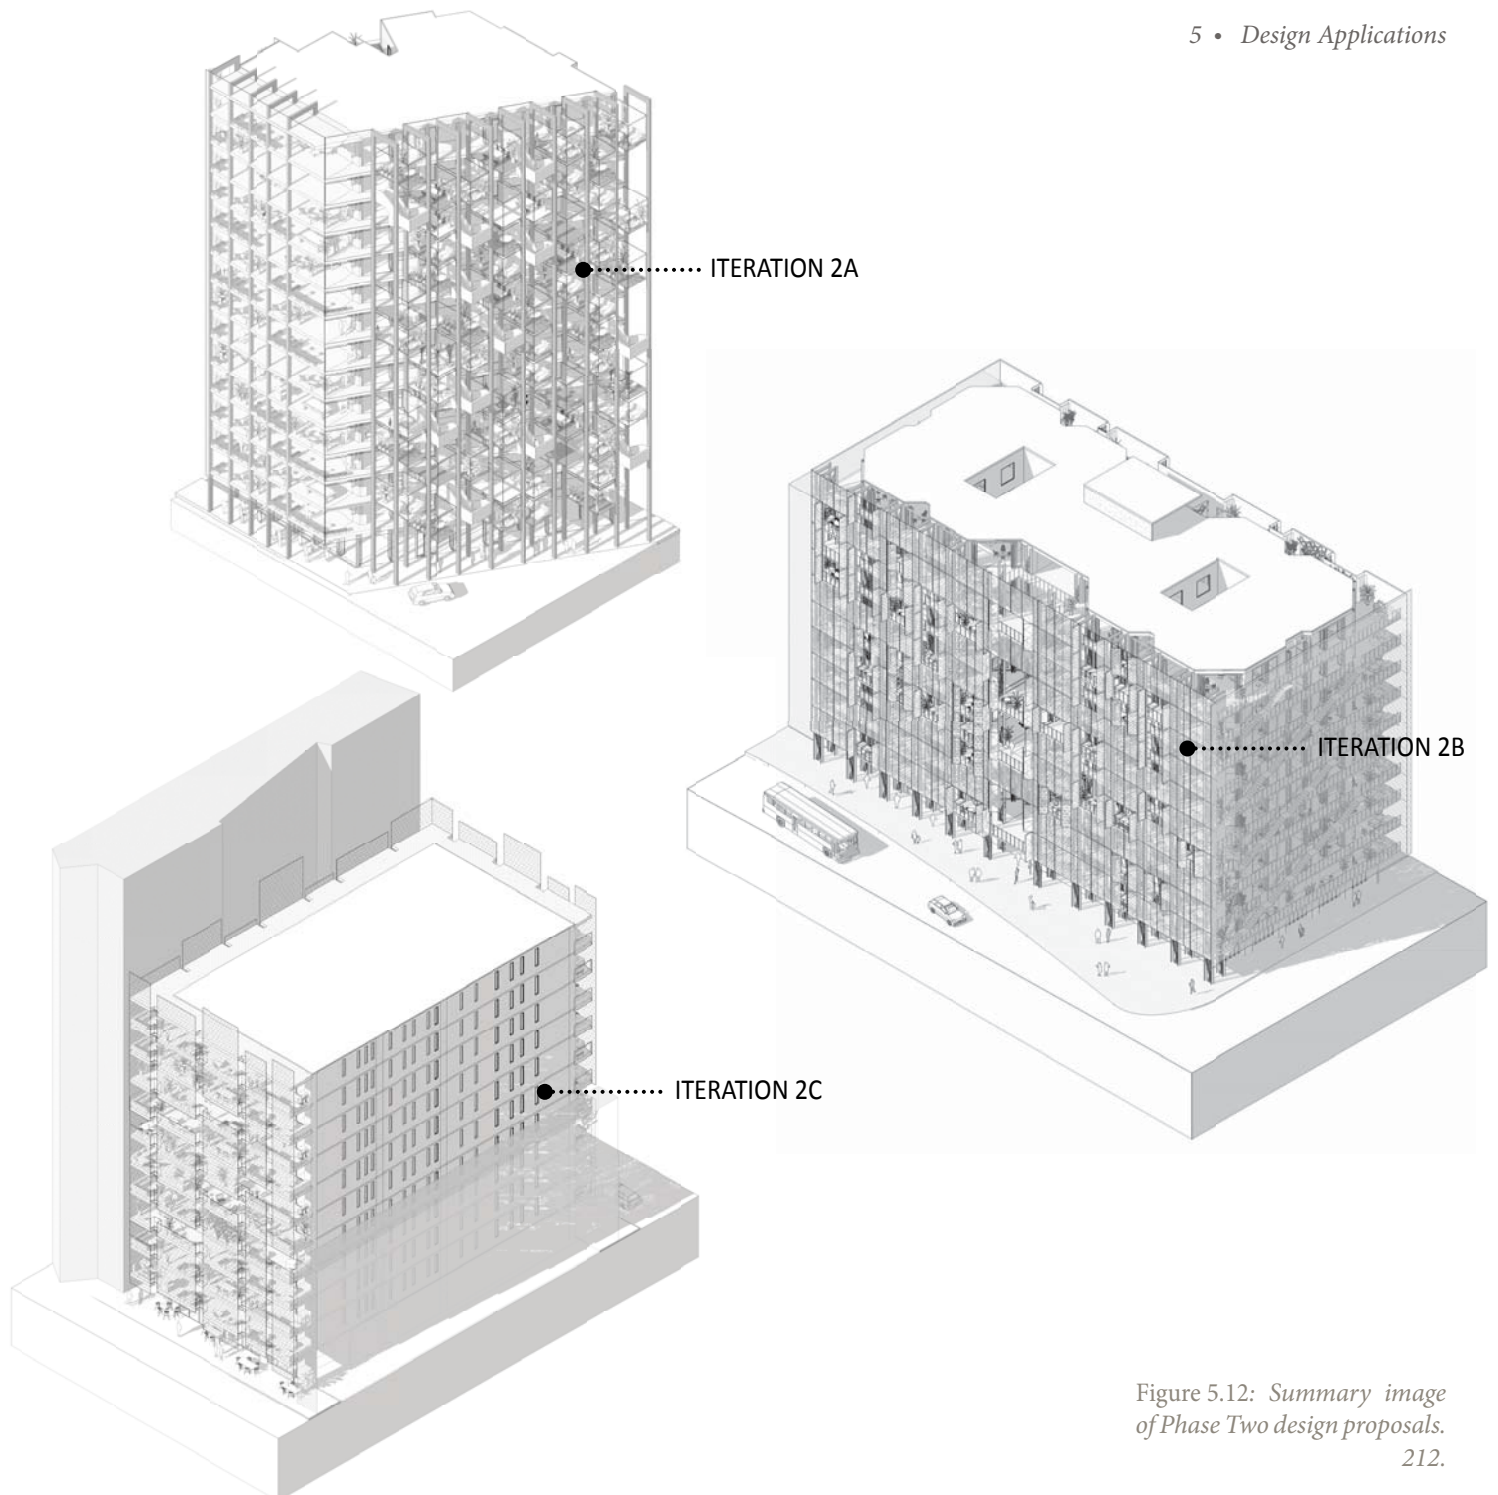 5 • Design Applications
ITERATION 2A
ITERATION 2B
ITERATION 2C
Figure 5.12: Summary image
of Phase Two design proposals.
212.